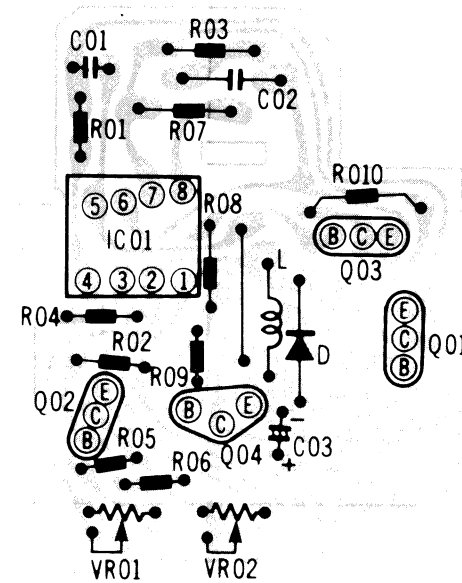 R03
C01
C02
R01
R07
R010
5 6 7 8
R08
IC01
B C E
Q03
4 3 2 1
L
E
C
B
Q01
R04
D
R02
R09
Q02
E
C
B
B C E
Q04
-
C03
+
R05
R06
VR01
VR02